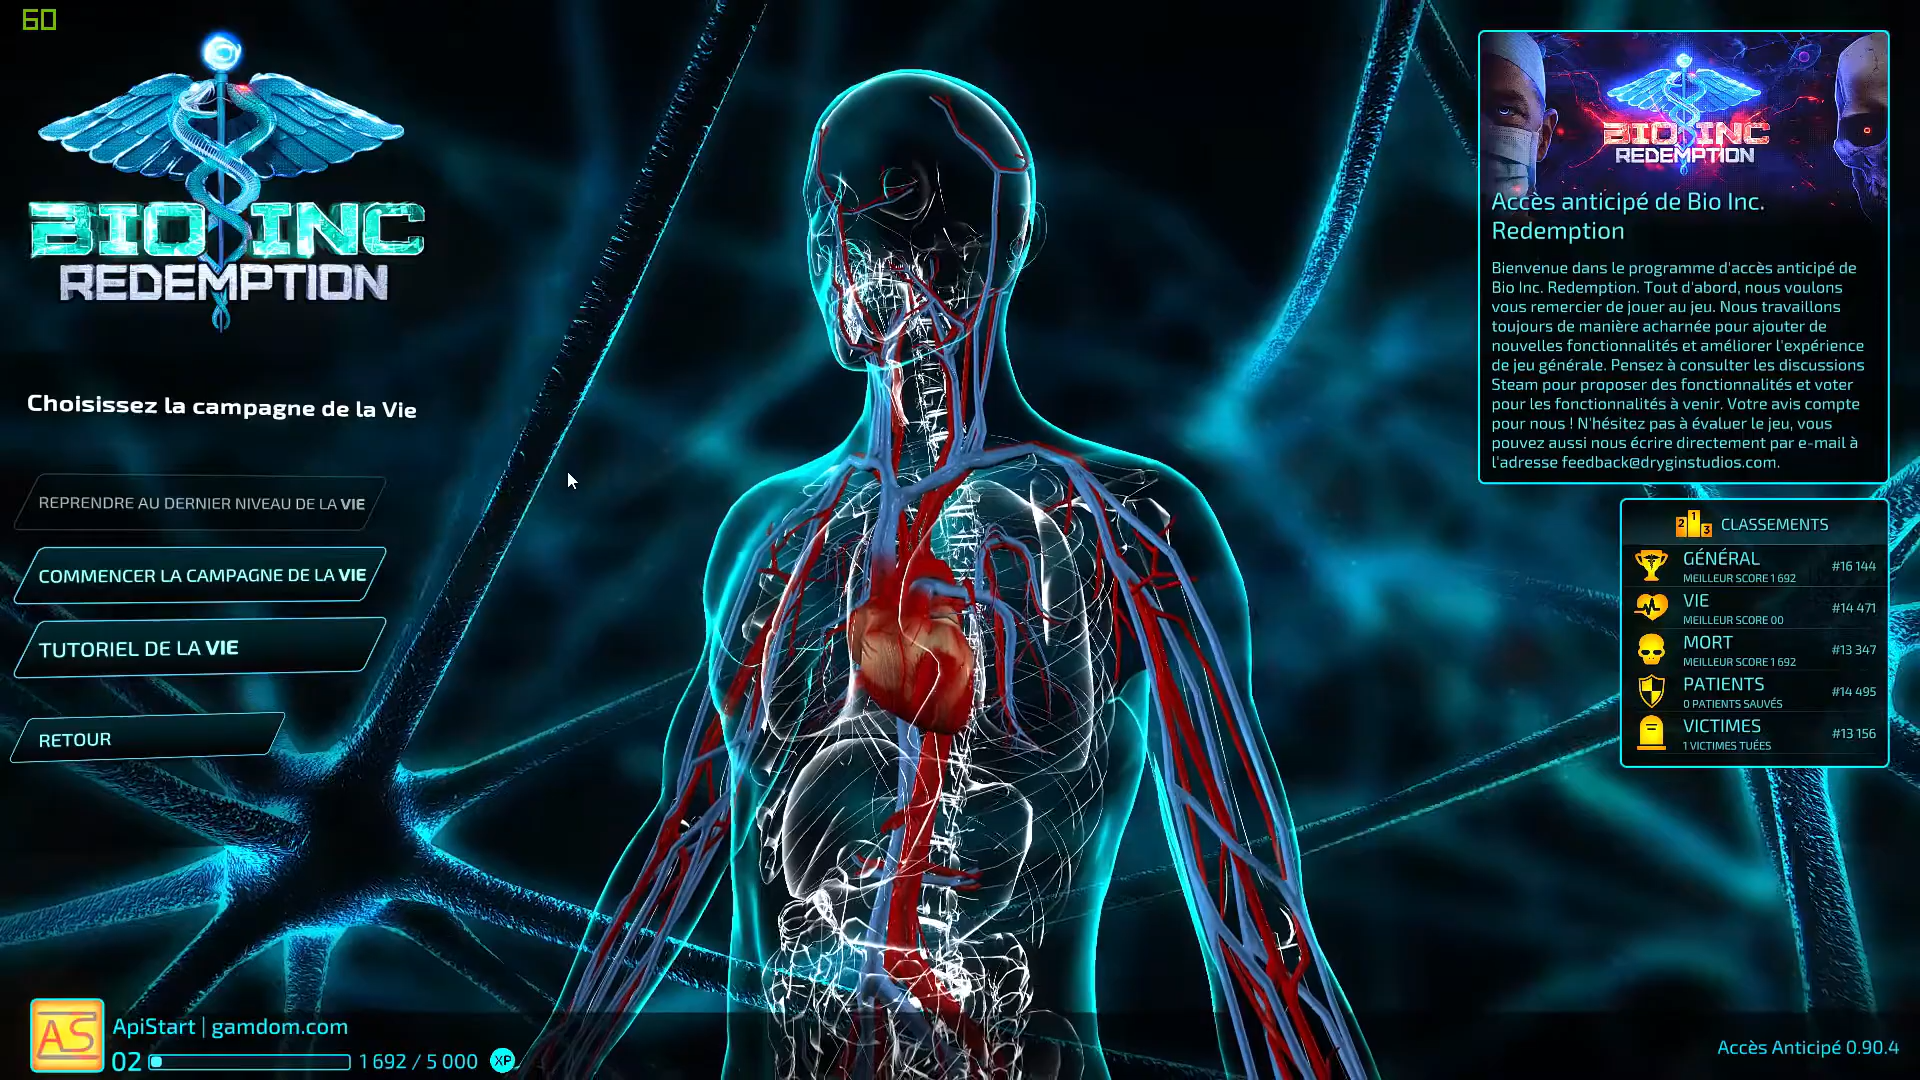 60
BIO INC
REDEMPTION
Choisissez la campagne de la Vie
REPRENDRE AU DERNIER NIVEAU DE LA VIE
COMMENCER LA CAMPAGNE DE LA VIE
TUTORIEL DE LA VIE
RETOUR
AS
ApiStart | gamdom.com
02
1 692 / 5 000
XP
BIO INC
REDEMPTION
Accès anticipé de Bio Inc.
Redemption
Bienvenue dans le programme d'accès anticipé de
Bio Inc. Redemption. Tout d'abord, nous voulons
vous remercier de jouer au jeu. Nous travaillons
toujours de manière acharnée pour ajouter de
nouvelles fonctionnalités et améliorer l'expérience
de jeu générale. Pensez à consulter les discussions
Steam pour proposer des fonctionnalités et voter
pour les fonctionnalités à venir. Votre avis compte
pour nous ! N'hésitez pas à évaluer le jeu, vous
pouvez aussi nous écrire directement par e-mail à
l'adresse feedback@dryginstudios.com.
2 1 3 CLASSEMENTS
GÉNÉRAL
MEILLEUR SCORE 1 692
#16 144
VIE
MEILLEUR SCORE 00
#14 471
MORT
MEILLEUR SCORE 1 692
#13 347
PATIENTS
0 PATIENTS SAUVÉS
#14 495
VICTIMES
1 VICTIMES TUÉES
#13 156
Accès Anticipé 0.90.4